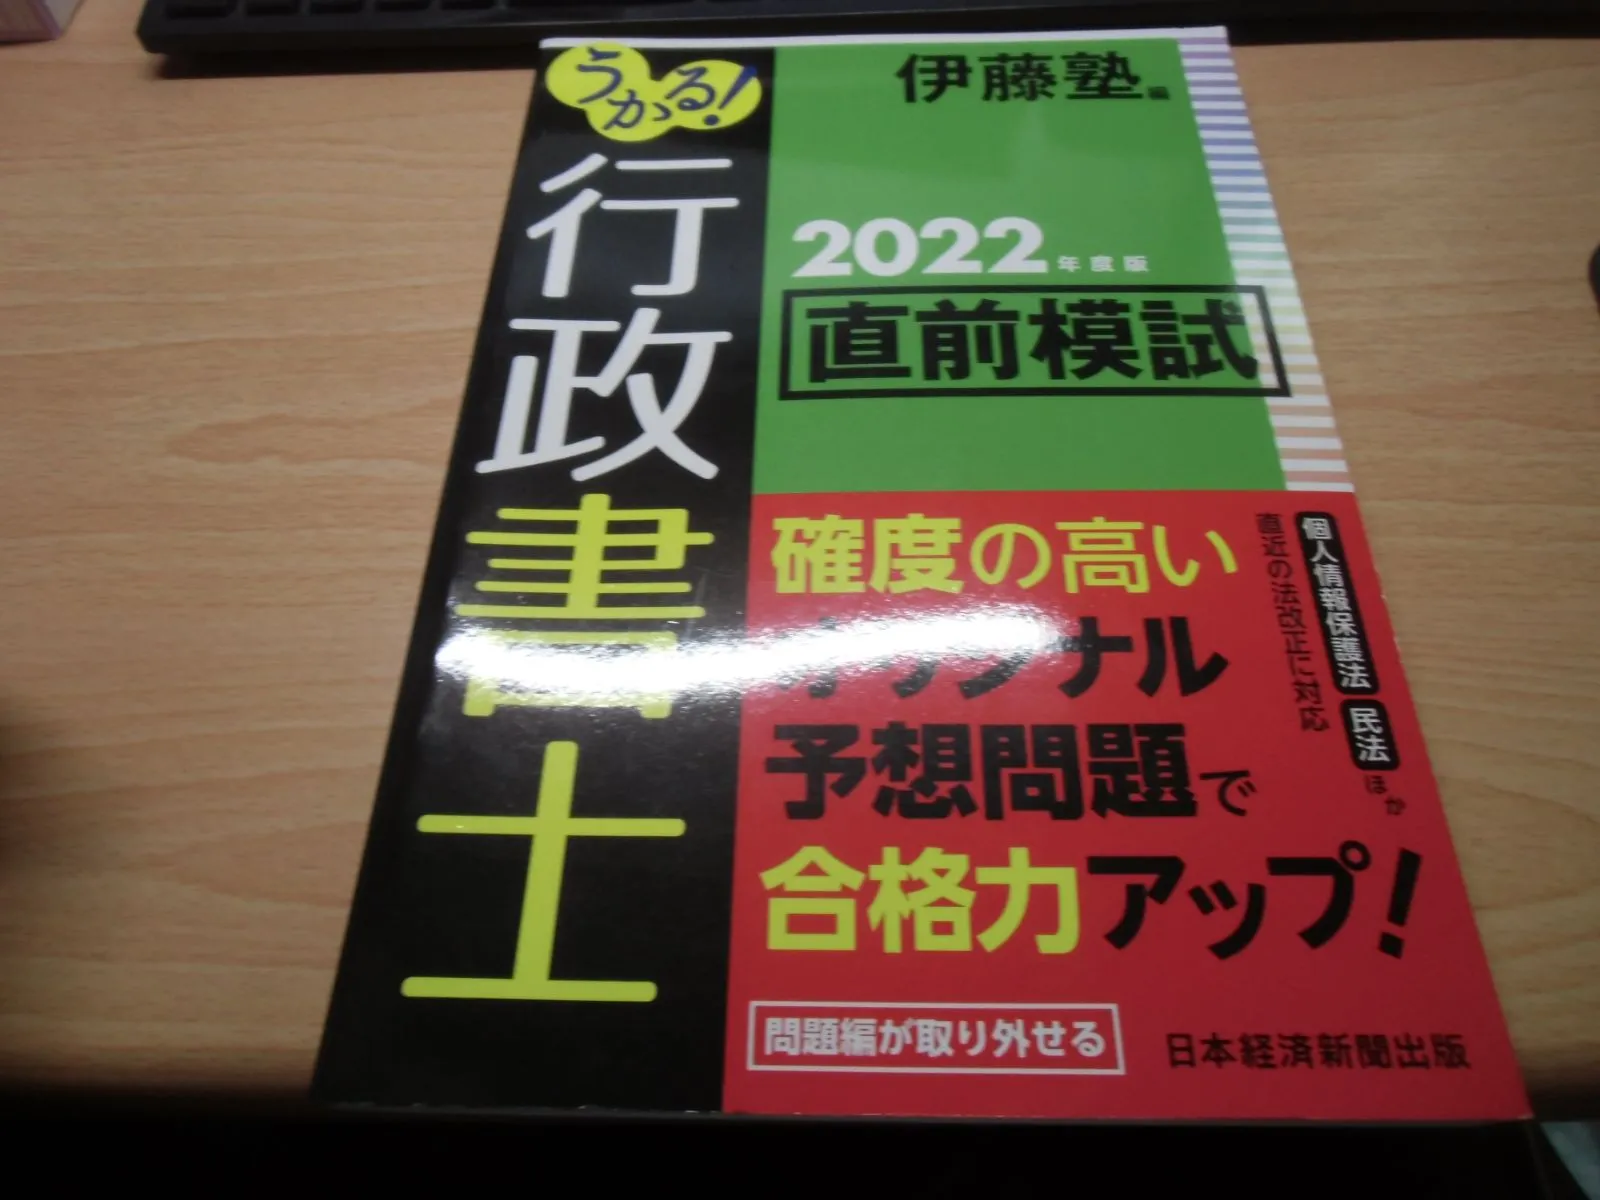 うかる!
行政書士
伊藤塾編
2022年度版
直前模試
確度の高い
オリジナル
予想問題で
合格力アップ!
個人情報保護法 民法 ほか
直近の法改正に対応
問題編が取り外せる
日本経済新聞出版